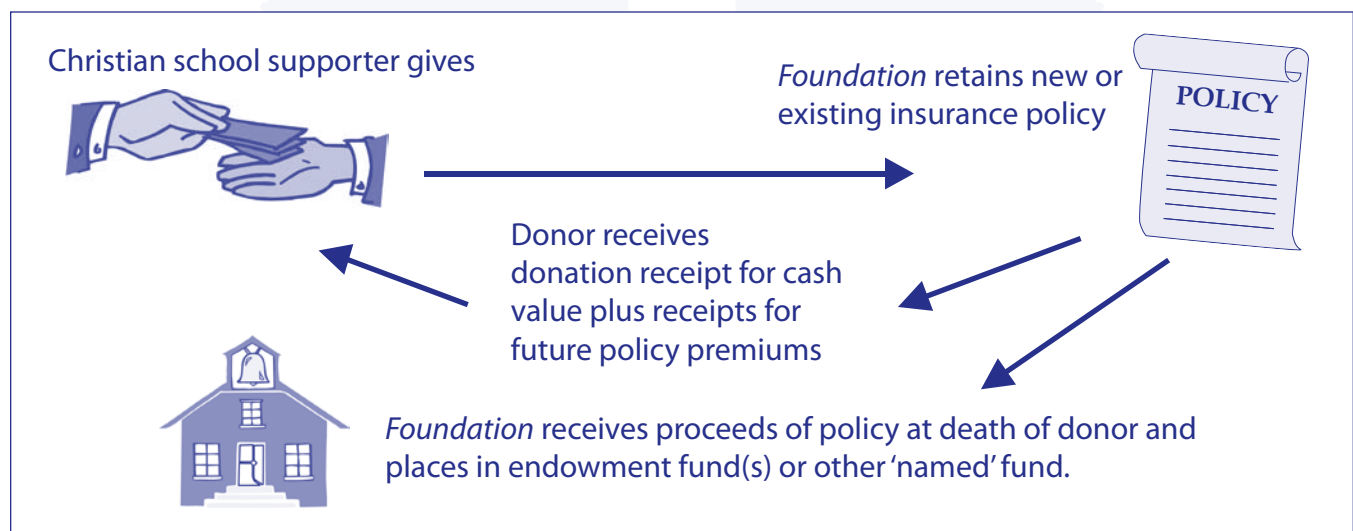 Christian school supporter gives
Foundation retains new or
existing insurance policy
POLICY
Donor receives
donation receipt for cash
value plus receipts for
future policy premiums
Foundation receives proceeds of policy at death of donor and
places in endowment fund(s) or other ‘named’ fund.